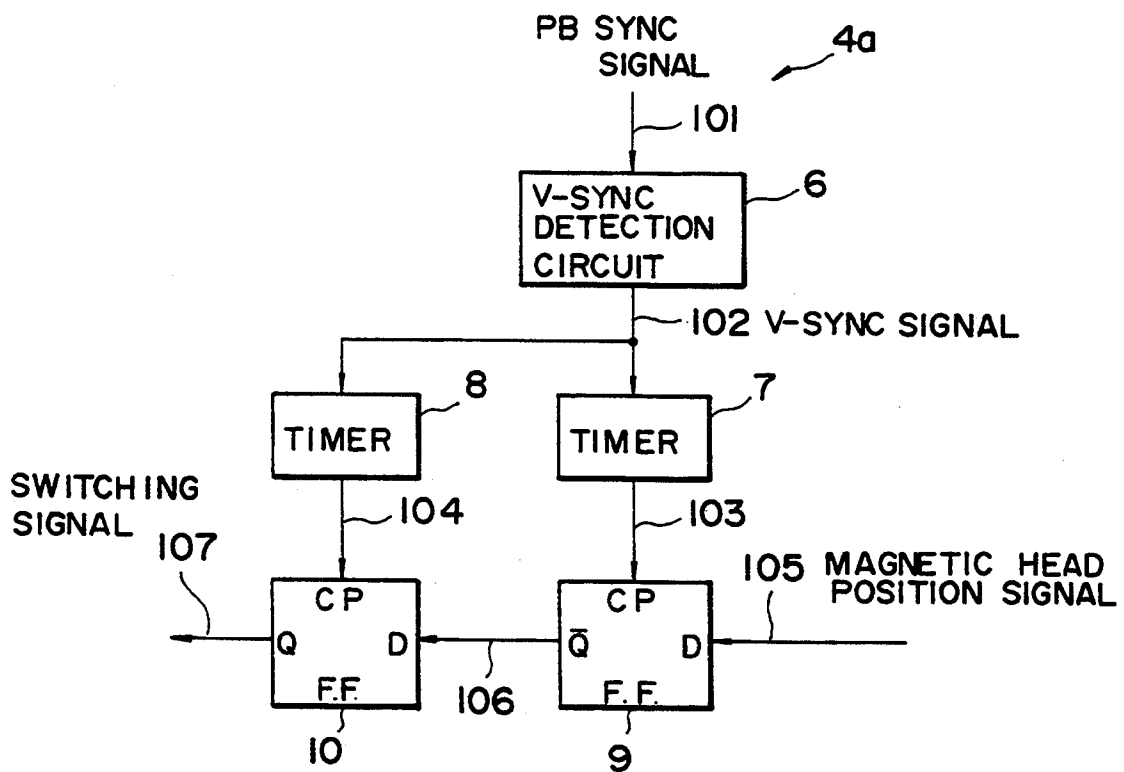 PB SYNC
SIGNAL
4a
101
V-SYNC
DETECTION
CIRCUIT
6
102 V-SYNC SIGNAL
8
7
TIMER
TIMER
SWITCHING
SIGNAL
104
103
107
105 MAGNETIC HEAD
POSITION SIGNAL
CP
CP
Q
D
Q̅
D
106
F.F.
F.F.
10
9